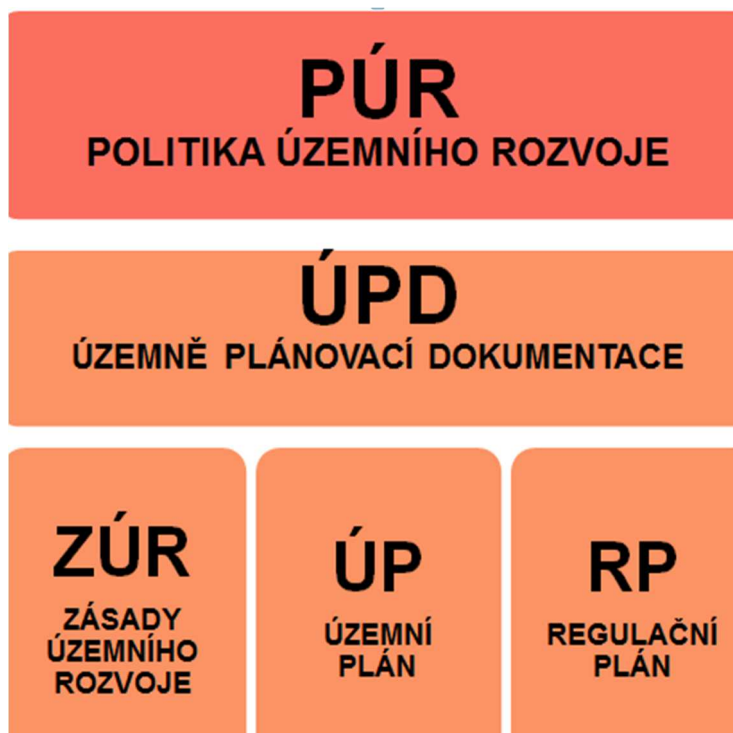 PÚR
POLITIKA ÚZEMNÍHO ROZVOJE
ÚPD
ÚZEMNĚ PLÁNOVACÍ DOKUMENTACE
ZÚR
ZÁSADY
ÚZEMNÍHO
ROZVOJE
ÚP
ÚZEMNÍ
PLÁN
RP
REGULAČNÍ
PLÁN